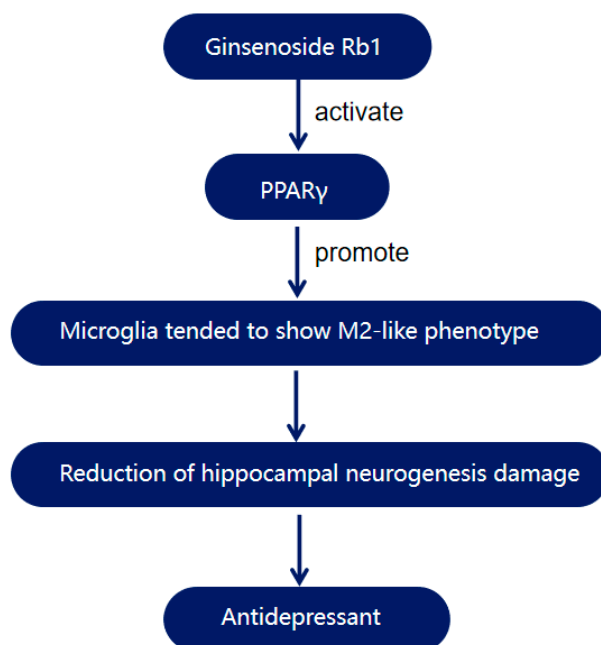 Ginsenoside Rb1
activate
PPARγ
promote
Microglia tended to show M2-like phenotype
Reduction of hippocampal neurogenesis damage
Antidepressant